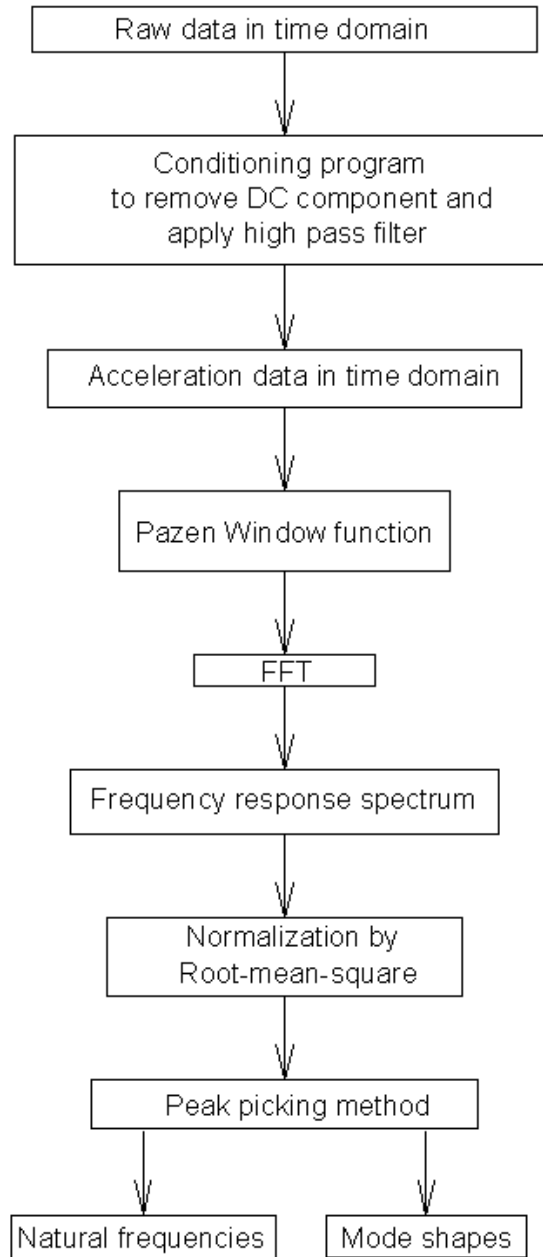 Raw data in time domain
Conditioning program
to remove DC component and
apply high pass filter
Acceleration data in time domain
Pazen Window function
FFT
Frequency response spectrum
Normalization by
Root-mean-square
Peak picking method
Natural frequencies
Mode shapes